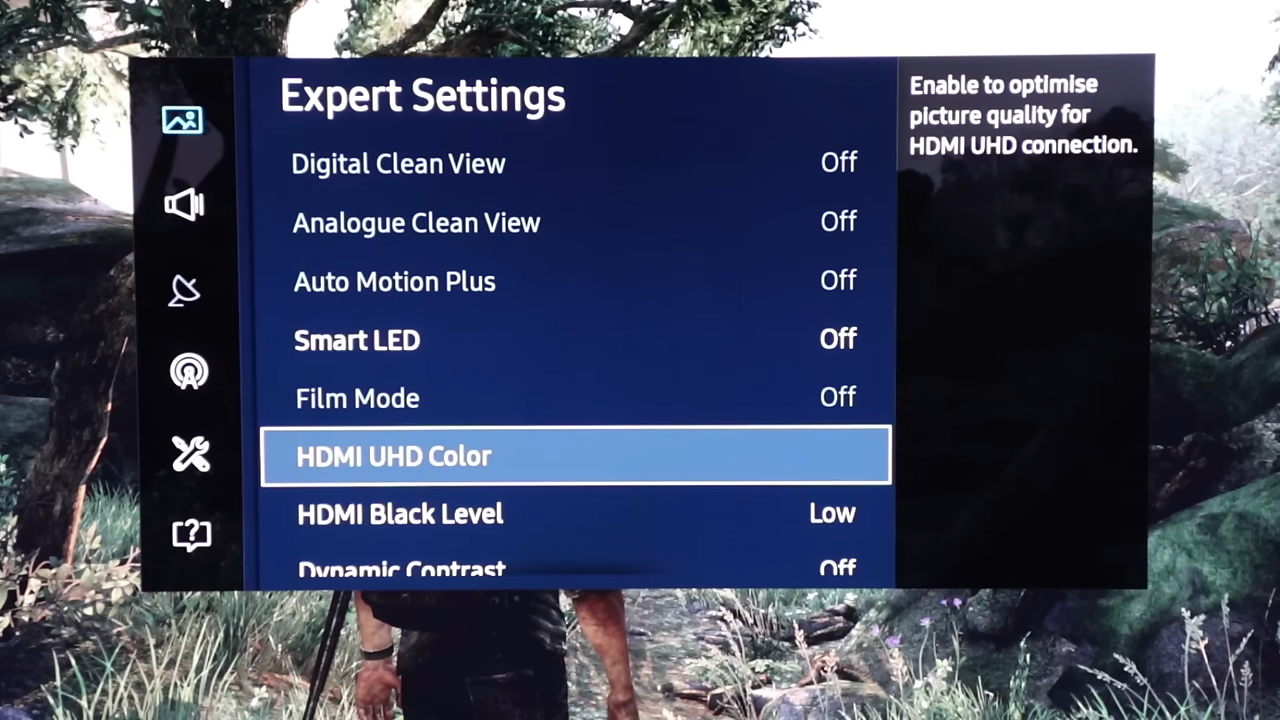 Expert Settings
Digital Clean View Off
Analogue Clean View Off
Auto Motion Plus Off
Smart LED Off
Film Mode Off
HDMI UHD Color
HDMI Black Level Low
Dynamic Contrast Off
Enable to optimise
picture quality for
HDMI UHD connection.